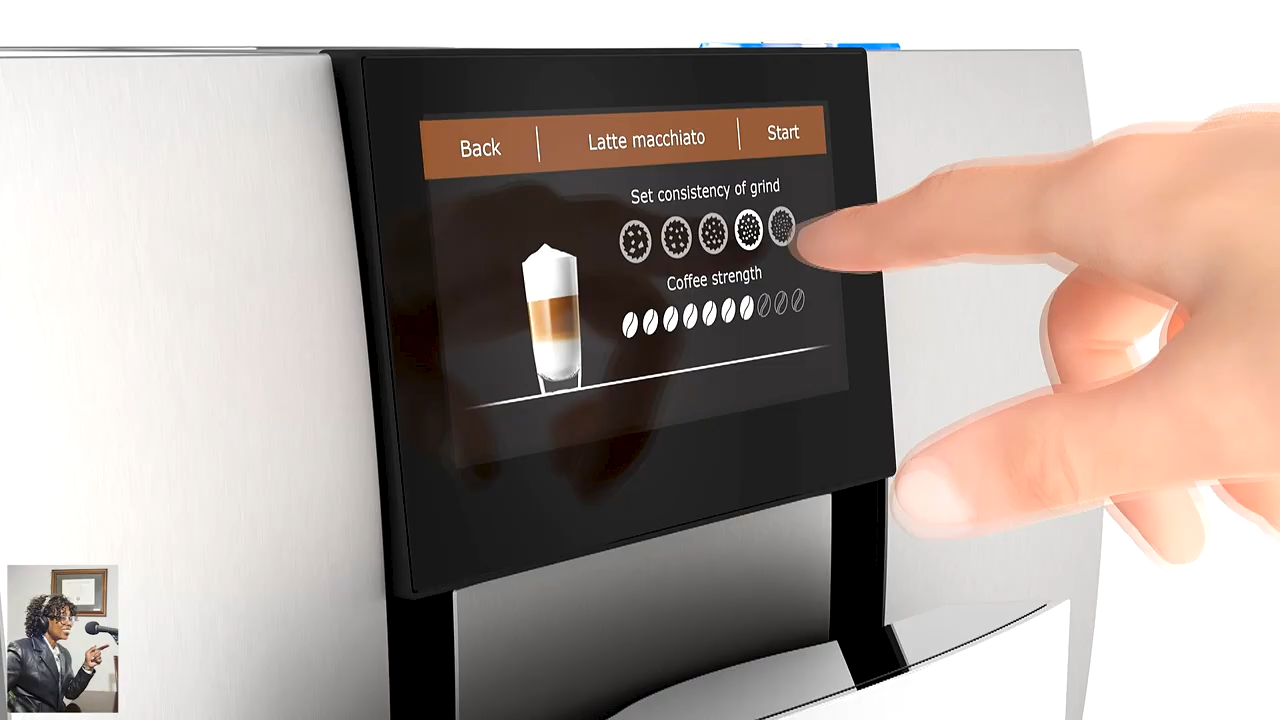 Back
Latte macchiato
Start
Set consistency of grind
Coffee strength